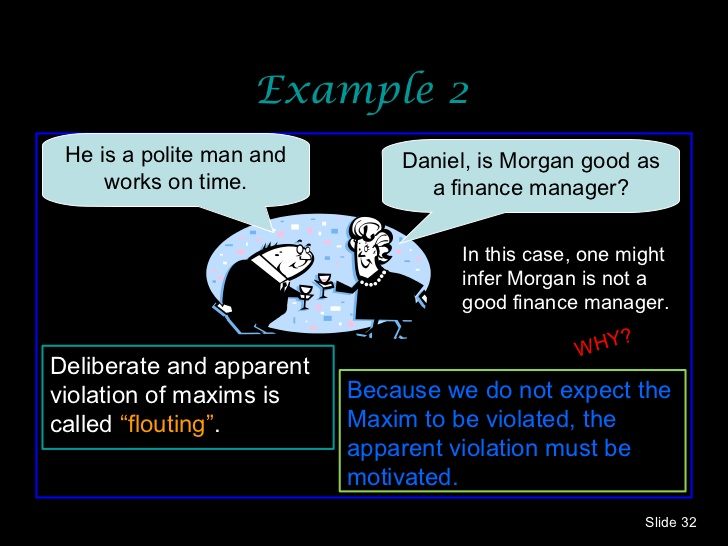 Example 2
He is a polite man and
works on time.
Daniel, is Morgan good as
a finance manager?
In this case, one might
infer Morgan is not a
good finance manager.
WHY?
Deliberate and apparent
violation of maxims is
called “flouting”.
Because we do not expect the
Maxim to be violated, the
apparent violation must be
motivated.
Slide 32